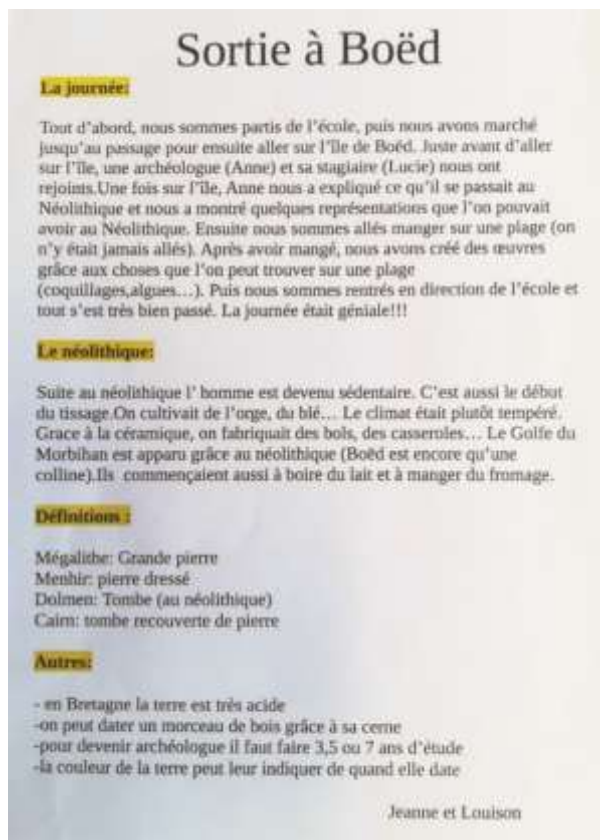 Sortie à Boëd
La journée:
Tout d’abord, nous sommes partis de l’école, puis nous avons marché
jusqu’au passage pour ensuite aller sur l’île de Boëd. Juste avant d’aller
sur l’île, une archéologue (Anne) et sa stagiaire (Lucie) nous ont
rejoints.Une fois sur l’île, Anne nous a expliqué ce qu’il se passait au
Néolithique et nous a montré quelques représentations que l’on pouvait
avoir au Néolithique. Ensuite nous sommes allés manger sur une plage (on
n’y était jamais allés). Après avoir mangé, nous avons créé des œuvres
grâce aux choses que l’on peut trouver sur une plage
(coquillages,algues…). Puis nous sommes rentrés en direction de l’école et
tout s’est très bien passé. La journée était géniale!!!
Le néolithique:
Suite au néolithique l’ homme est devenu sédentaire. C’est aussi le début
du tissage.On cultivait de l’orge, du blé… Le climat était plutôt tempéré.
Grace à la céramique, on fabriquait des bols, des casseroles… Le Golfe du
Morbihan est apparu grâce au néolithique (Boëd est encore qu’une
colline).Ils commençaient aussi à boire du lait et à manger du fromage.
Définitions :
Mégalithe: Grande pierre
Menhir: pierre dressé
Dolmen: Tombe (au néolithique)
Cairn: tombe recouverte de pierre
Autres:
- en Bretagne la terre est très acide
-on peut dater un morceau de bois grâce à sa cerne
-pour devenir archéologue il faut faire 3,5 ou 7 ans d’étude
-la couleur de la terre peut leur indiquer de quand elle date
Jeanne et Louison